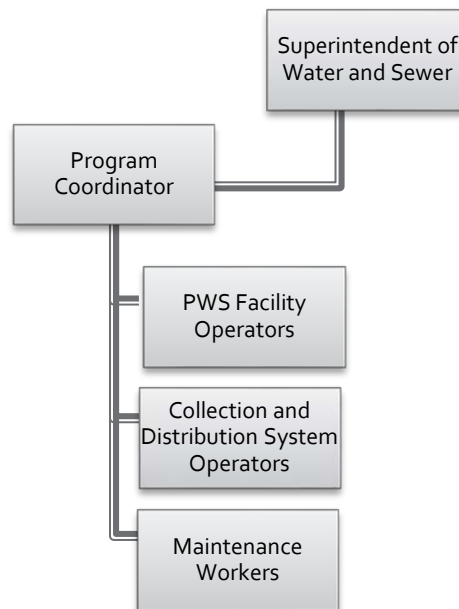 Superintendent of
Water and Sewer
Program
Coordinator
PWS Facility
Operators
Collection and
Distribution System
Operators
Maintenance
Workers